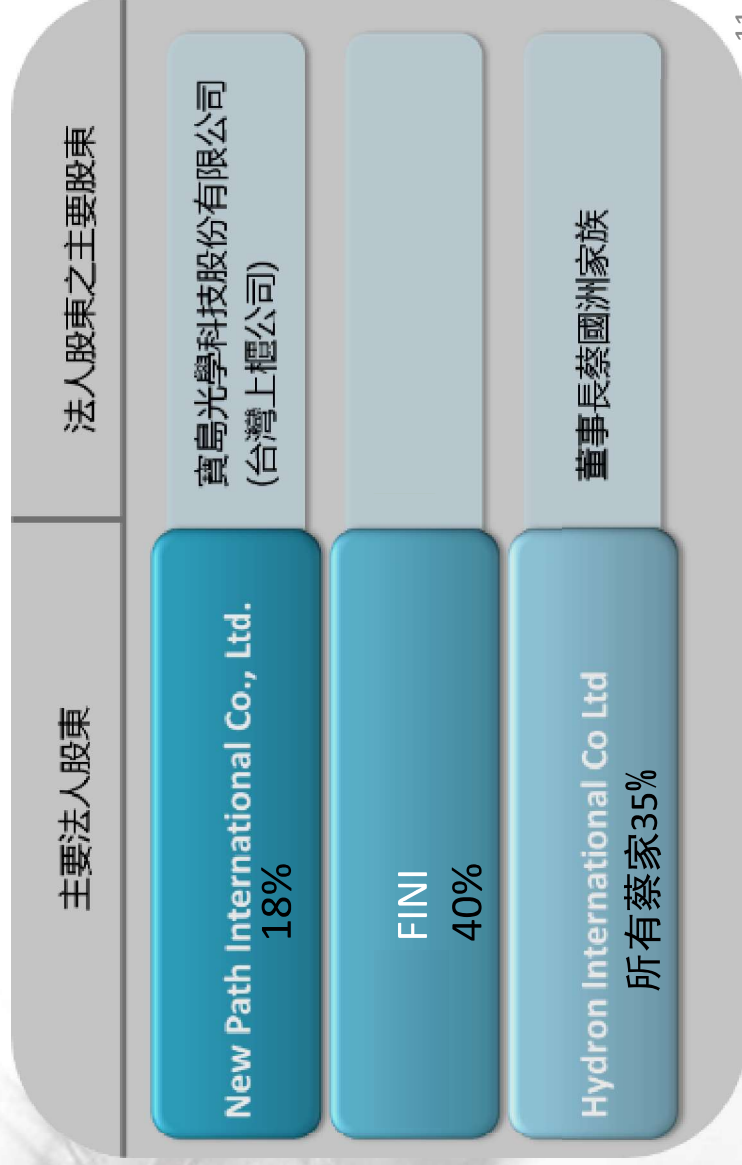 主要法人股東
法人股東之主要股東
New Path International Co., Ltd.
18%
寶島光學科技股份有限公司
(台灣上櫃公司)
FINI
40%
Hydron International Co Ltd
所有蔡家35%
董事長蔡國洲家族
11